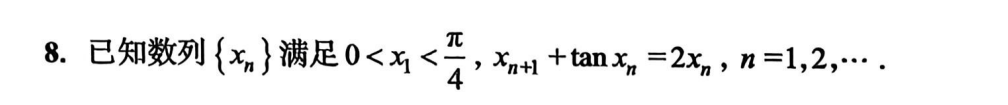 8. 已知数列 {xₙ} 满足 0 < x₁ < π/4 , xₙ₊₁ + tan xₙ = 2xₙ , n = 1,2,⋯ .